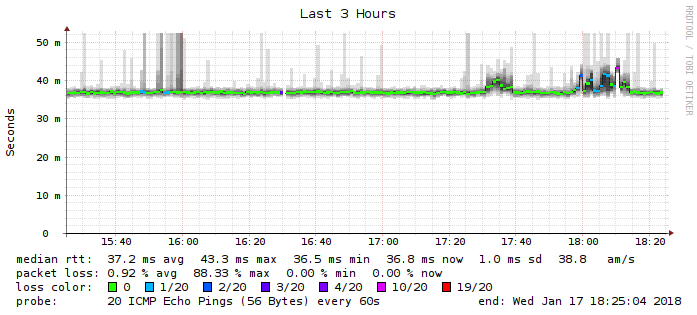 Last 3 Hours
RRDTOOL / TOBI OETIKER
Seconds
50 m
40 m
30 m
20 m
10 m
0
15:40 16:00 16:20 16:40 17:00 17:20 17:40 18:00 18:20
median rtt: 37.2 ms avg 43.3 ms max 36.5 ms min 36.8 ms now 1.0 ms sd 38.8 am/s
packet loss: 0.92 % avg 88.33 % max 0.00 % min 0.00 % now
loss color: 0 1/20 2/20 3/20 4/20 10/20 19/20
probe: 20 ICMP Echo Pings (56 Bytes) every 60s end: Wed Jan 17 18:25:04 2018